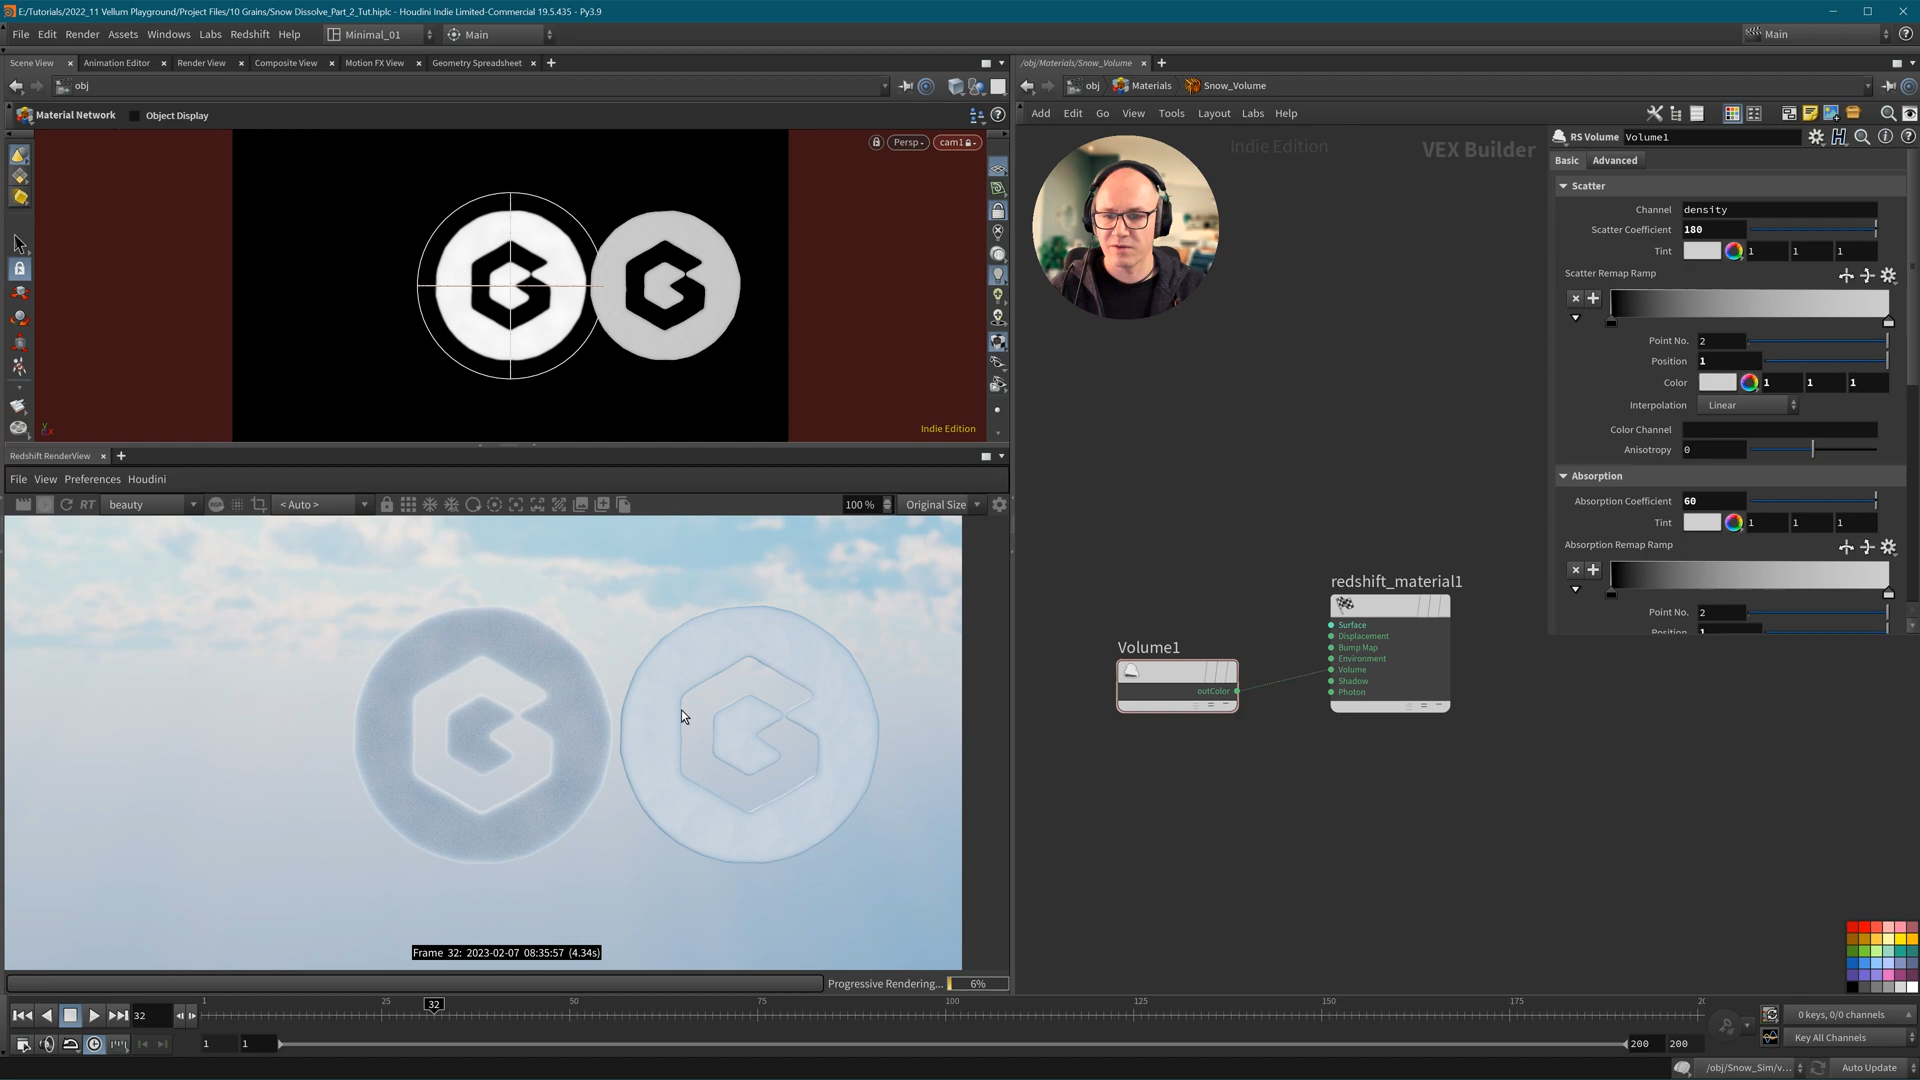 E:/Tutorials/2022_11 Vellum Playground/Project Files/10 Grains/Snow Dissolve_Part_2_Tut.hiplc - Houdini Indie Limited-Commercial 19.5.435 - Py3.9
File Edit Render Assets Windows Labs Redshift Help Minimal_01 Main Main
Scene View Animation Editor Render View Composite View Motion FX View Geometry Spreadsheet
/obj/Materials/Snow_Volume
obj
obj Materials Snow_Volume
Material Network Object Display
Add Edit Go View Tools Layout Labs Help
Persp cam1
Indie Edition
Indie Edition
VEX Builder
RS Volume Volume1
Basic Advanced
Scatter
Channel density
Scatter Coefficient 180
Tint 1 1 1
Scatter Remap Ramp
Point No. 2
Position 1
Color 1 1 1
Interpolation Linear
Color Channel
Anisotropy 0
Absorption
Absorption Coefficient 60
Tint 1 1 1
Absorption Remap Ramp
Point No. 2
Position 1
Redshift RenderView
File View Preferences Houdini
RT beauty < Auto > 100 % Original Size
Frame 32: 2023-02-07 08:35:57 (4.34s)
Progressive Rendering... 6%
Volume1
outColor
redshift_material1
Surface
Displacement
Bump Map
Environment
Volume
Shadow
Photon
32
1 25 32 50 75 100 125 150 175 20
0 keys, 0/0 channels
1 1 200 200
Key All Channels
/obj/Snow_Sim/v... Auto Update